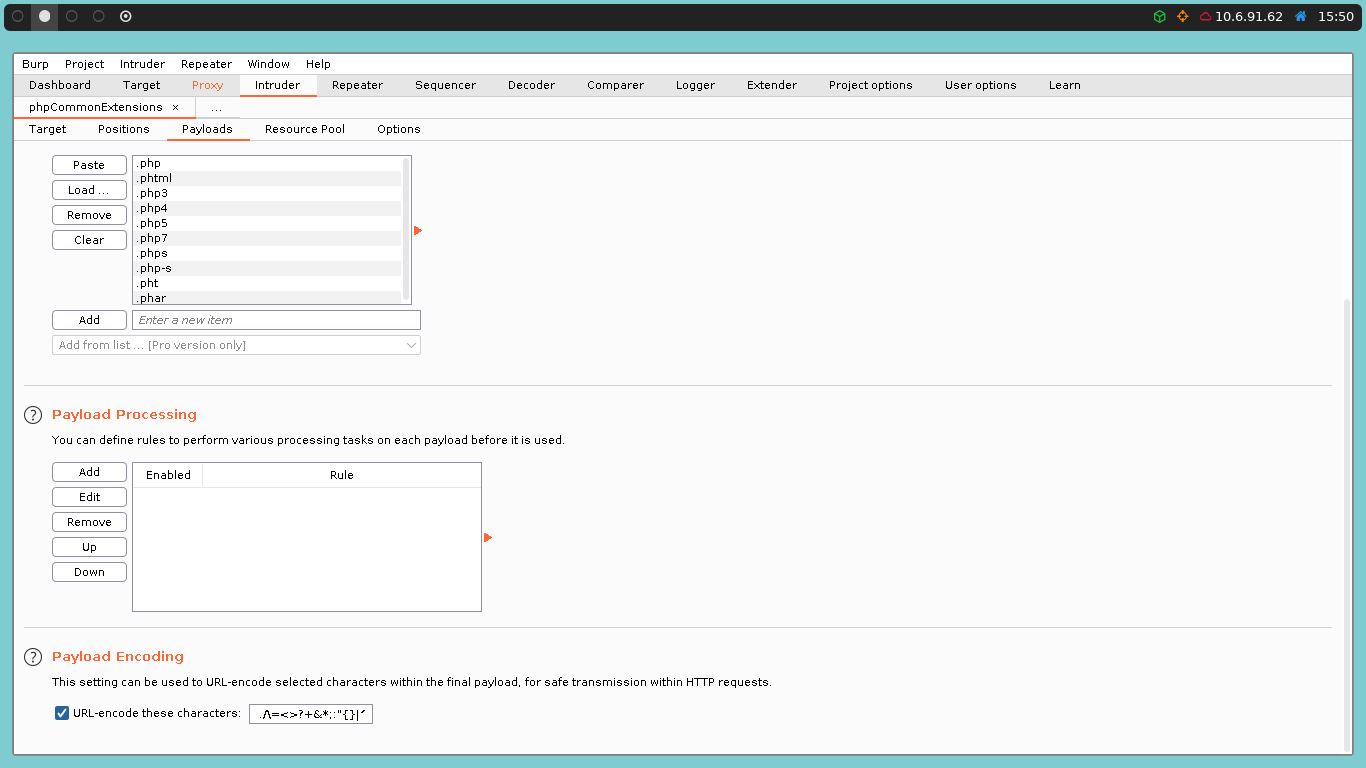 10.6.91.62 15:50
Burp Project Intruder Repeater Window Help
Dashboard Target Proxy Intruder Repeater Sequencer Decoder Comparer Logger Extender Project options User options Learn
phpCommonExtensions × ...
Target Positions Payloads Resource Pool Options
Paste
Load ...
Remove
Clear
.php
.phtml
.php3
.php4
.php5
.php7
.phps
.php-s
.pht
.phar
Add Enter a new item
Add from list ... [Pro version only]
? Payload Processing
You can define rules to perform various processing tasks on each payload before it is used.
Add
Edit
Remove
Up
Down
Enabled Rule
? Payload Encoding
This setting can be used to URL-encode selected characters within the final payload, for safe transmission within HTTP requests.
URL-encode these characters: ./\=<>?+&*;:"{}|^